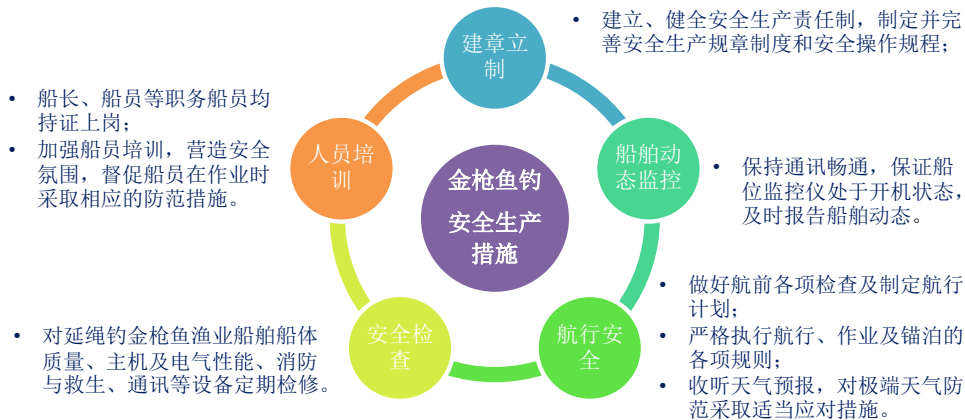 建章立
制
• 建立、健全安全生产责任制，制定并完
善安全生产规章制度和安全操作规程；
船舶动
态监控
• 保持通讯畅通，保证船
位监控仪处于开机状态，
及时报告船舶动态。
航行安
全
• 做好航前各项检查及制定航行
计划；
• 严格执行航行、作业及锚泊的
各项规则；
• 收听天气预报，对极端天气防
范采取适当应对措施。
安全检
查
• 对延绳钓金枪鱼渔业船舶船体
质量、主机及电气性能、消防
与救生、通讯等设备定期检修。
人员培
训
• 船长、船员等职务船员均
持证上岗；
• 加强船员培训，营造安全
氛围，督促船员在作业时
采取相应的防范措施。
金枪鱼钓
安全生产
措施